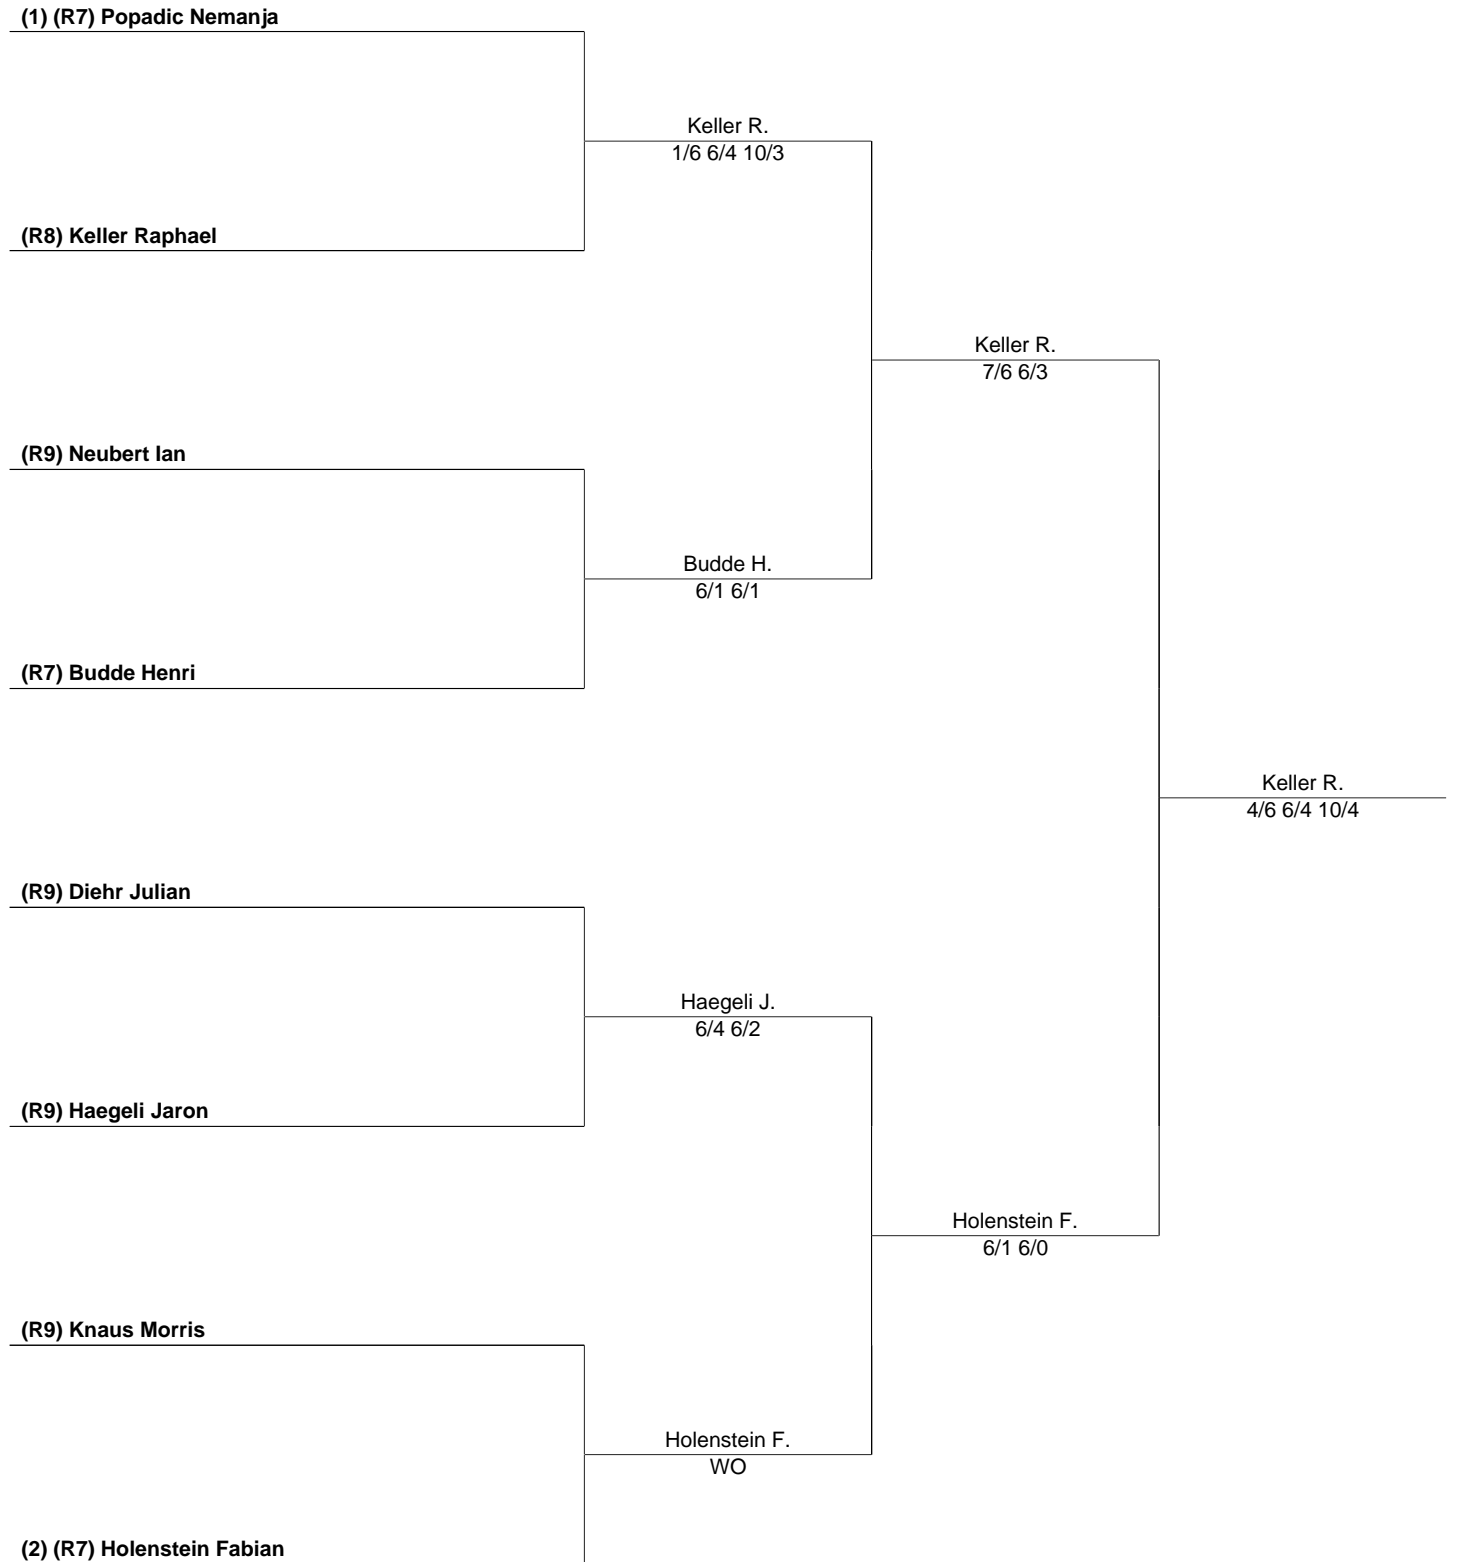 (1) (R7) Popadic Nemanja
Keller R.
1/6 6/4 10/3
(R8) Keller Raphael
Keller R.
7/6 6/3
(R9) Neubert Ian
Budde H.
6/1 6/1
(R7) Budde Henri
Keller R.
4/6 6/4 10/4
(R9) Diehr Julian
Haegeli J.
6/4 6/2
(R9) Haegeli Jaron
Holenstein F.
6/1 6/0
(R9) Knaus Morris
Holenstein F.
WO
(2) (R7) Holenstein Fabian